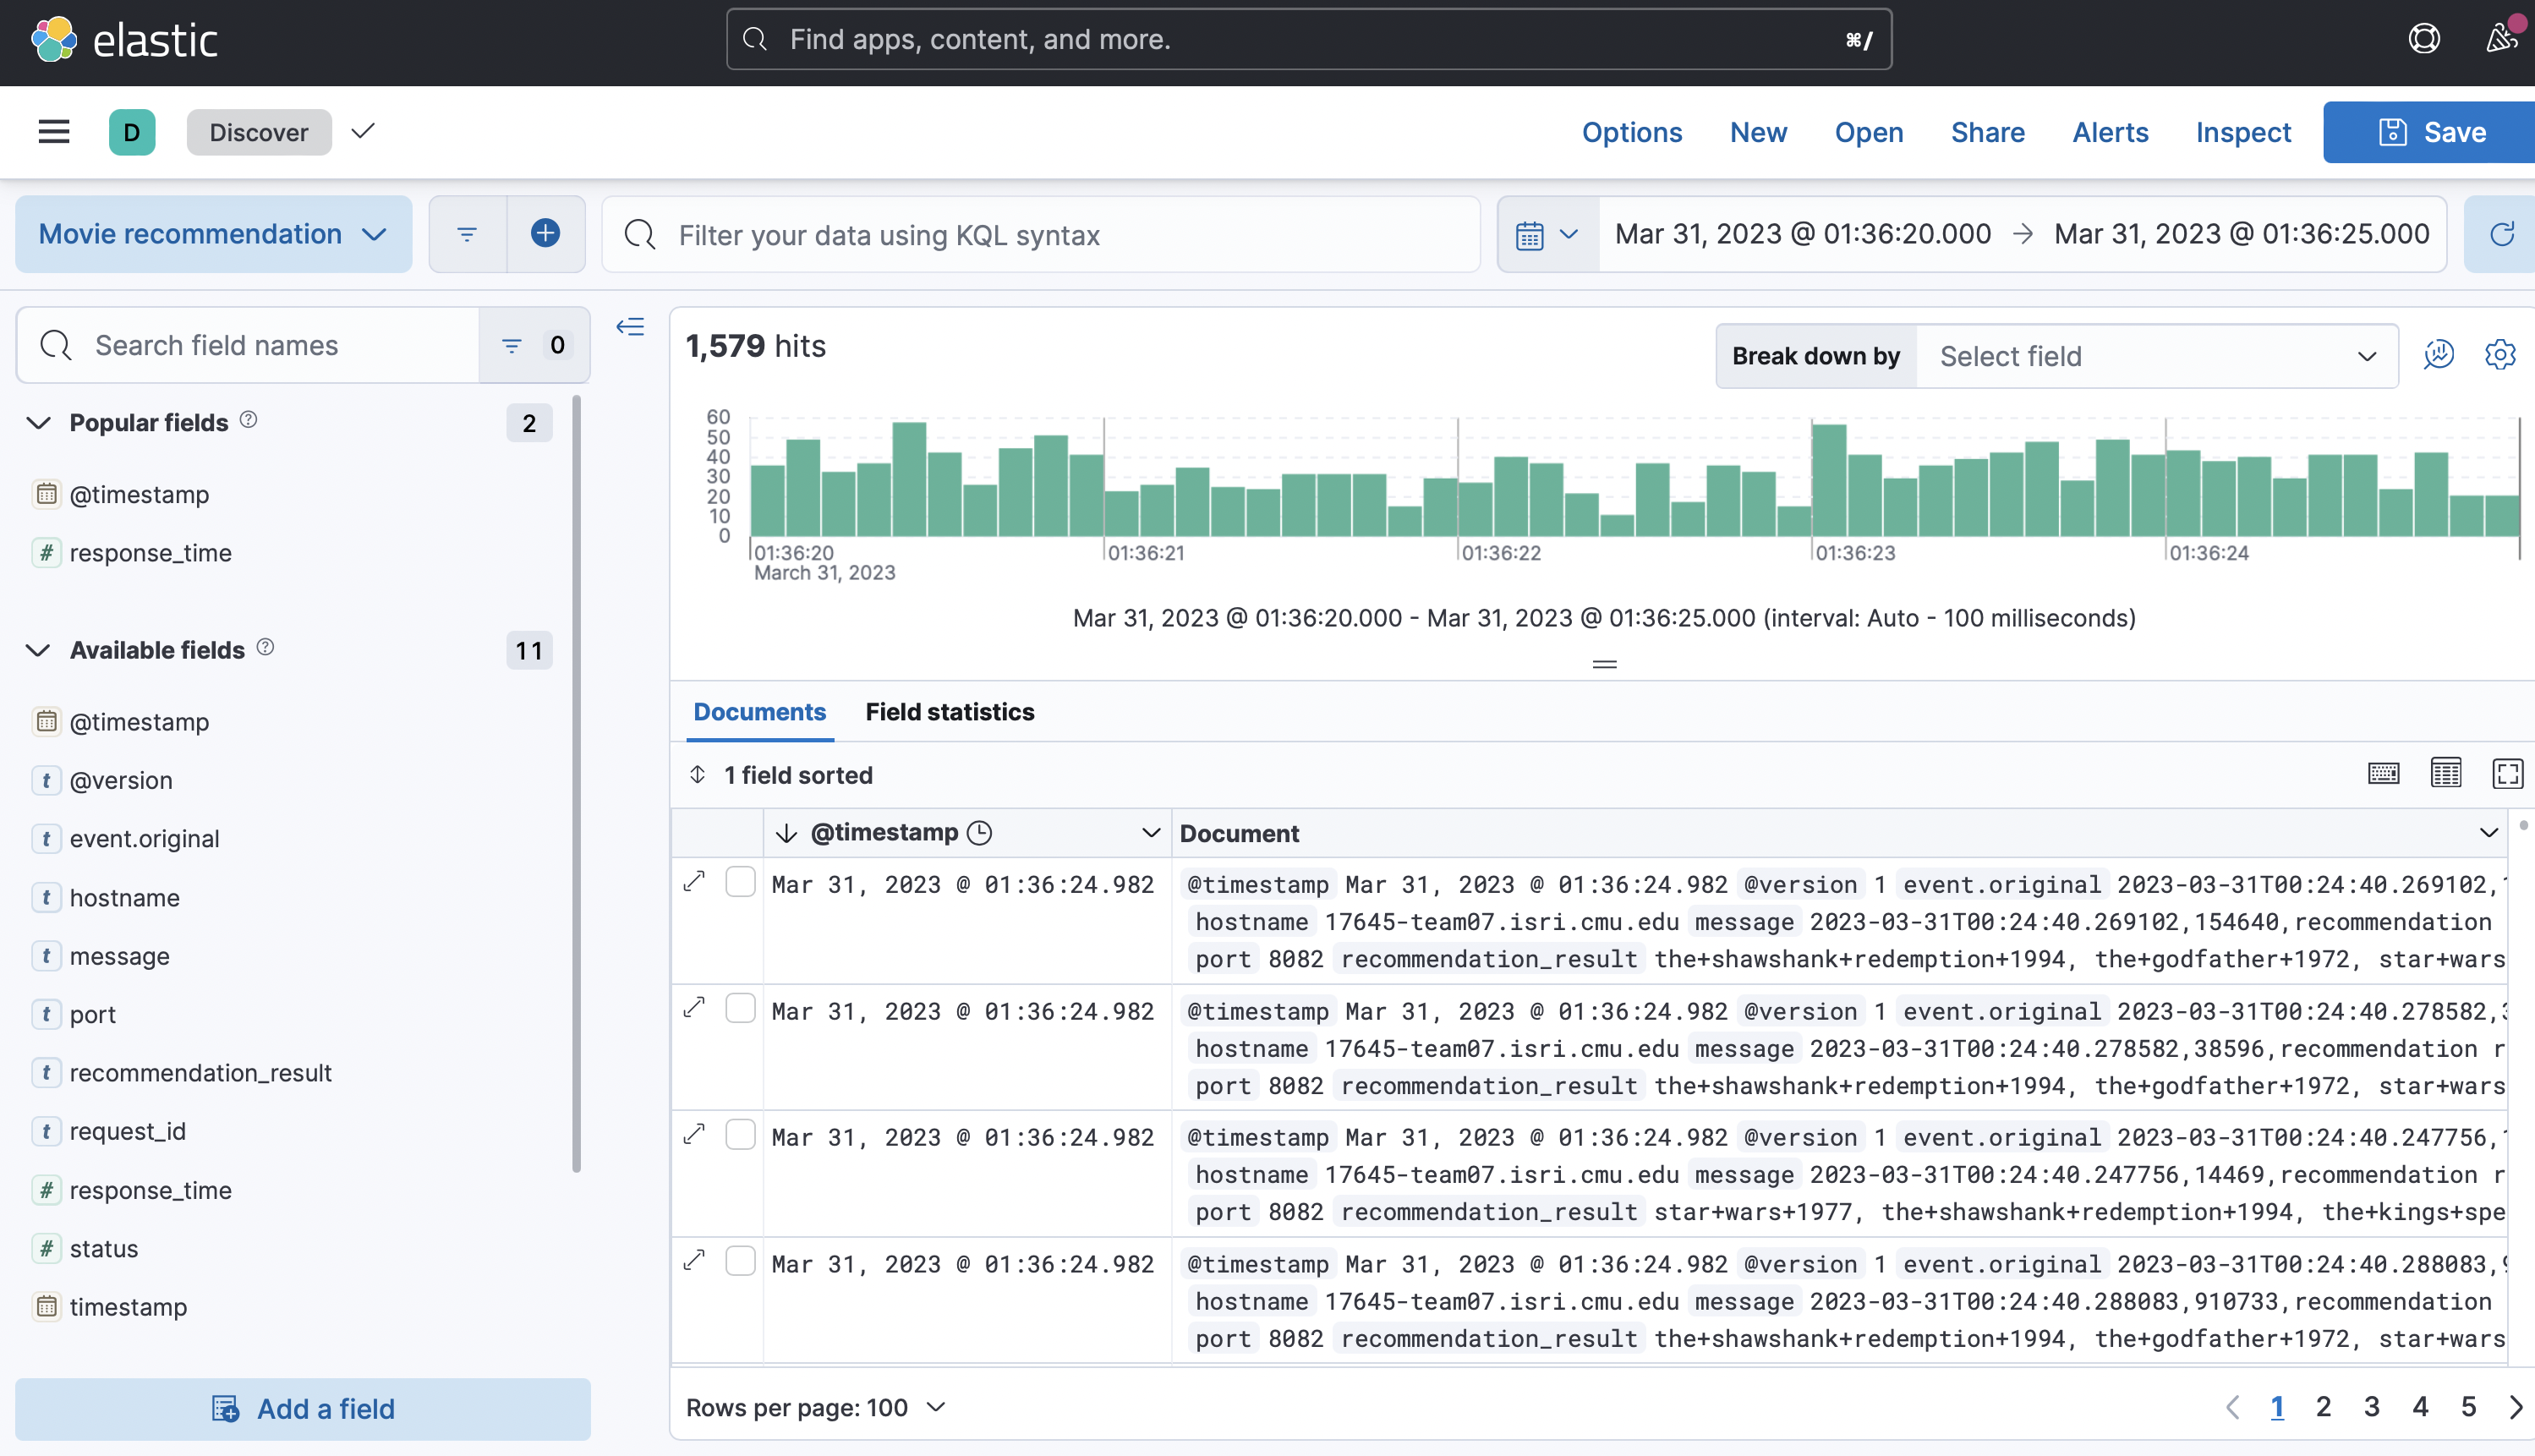 elastic
Find apps, content, and more.
⌘/
D
Discover
Options New Open Share Alerts Inspect Save
Movie recommendation
Filter your data using KQL syntax
Mar 31, 2023 @ 01:36:20.000 → Mar 31, 2023 @ 01:36:25.000
Search field names
0
Popular fields
2
@timestamp
# response_time
Available fields
11
@timestamp
t @version
t event.original
t hostname
t message
t port
t recommendation_result
t request_id
# response_time
# status
timestamp
Add a field
1,579 hits
Break down by Select field
60
50
40
30
20
10
0
01:36:20 01:36:21 01:36:22 01:36:23 01:36:24
March 31, 2023
Mar 31, 2023 @ 01:36:20.000 - Mar 31, 2023 @ 01:36:25.000 (interval: Auto - 100 milliseconds)
Documents Field statistics
1 field sorted
@timestamp Document
Mar 31, 2023 @ 01:36:24.982 @timestamp Mar 31, 2023 @ 01:36:24.982 @version 1 event.original 2023-03-31T00:24:40.269102,
hostname 17645-team07.isri.cmu.edu message 2023-03-31T00:24:40.269102,154640,recommendation
port 8082 recommendation_result the+shawshank+redemption+1994, the+godfather+1972, star+wars
Mar 31, 2023 @ 01:36:24.982 @timestamp Mar 31, 2023 @ 01:36:24.982 @version 1 event.original 2023-03-31T00:24:40.278582,
hostname 17645-team07.isri.cmu.edu message 2023-03-31T00:24:40.278582,38596,recommendation r
port 8082 recommendation_result the+shawshank+redemption+1994, the+godfather+1972, star+wars
Mar 31, 2023 @ 01:36:24.982 @timestamp Mar 31, 2023 @ 01:36:24.982 @version 1 event.original 2023-03-31T00:24:40.247756,
hostname 17645-team07.isri.cmu.edu message 2023-03-31T00:24:40.247756,14469,recommendation r
port 8082 recommendation_result star+wars+1977, the+shawshank+redemption+1994, the+kings+spe
Mar 31, 2023 @ 01:36:24.982 @timestamp Mar 31, 2023 @ 01:36:24.982 @version 1 event.original 2023-03-31T00:24:40.288083,
hostname 17645-team07.isri.cmu.edu message 2023-03-31T00:24:40.288083,910733,recommendation
port 8082 recommendation_result the+shawshank+redemption+1994, the+godfather+1972, star+wars
Rows per page: 100
1 2 3 4 5